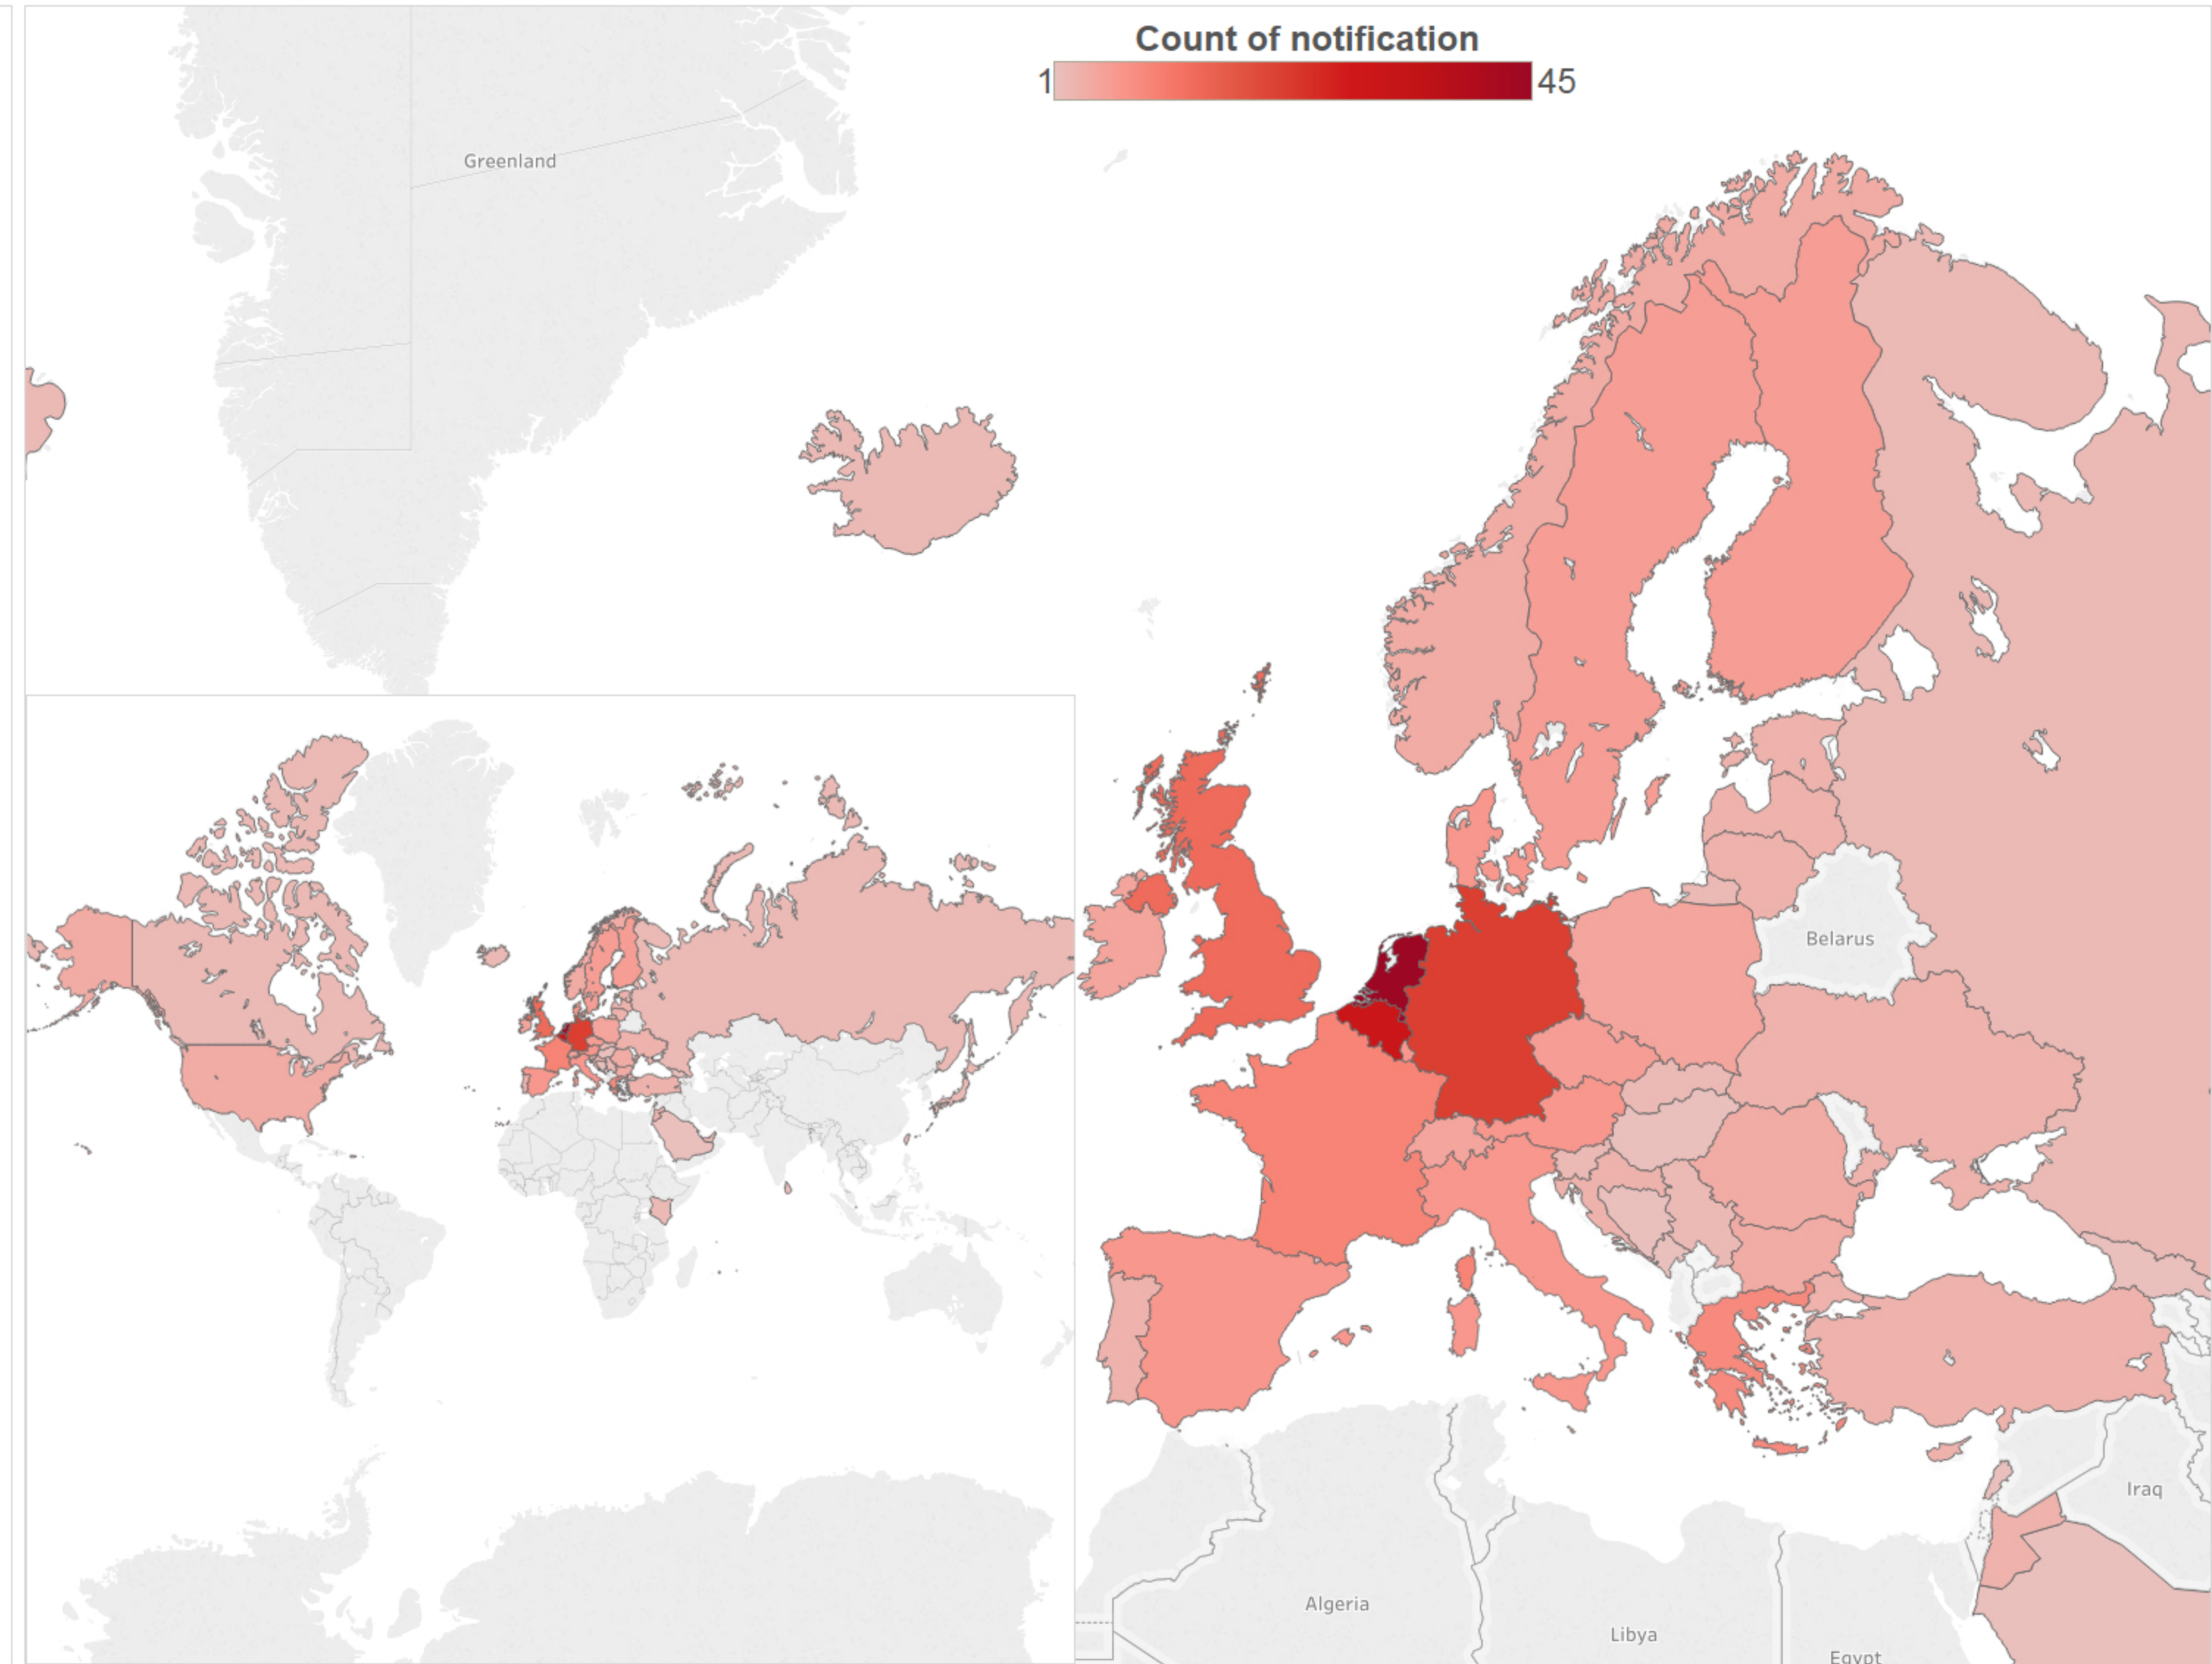 Count of notification
1 45
Greenland
Belarus
Iraq
Algeria
Libya
Egypt